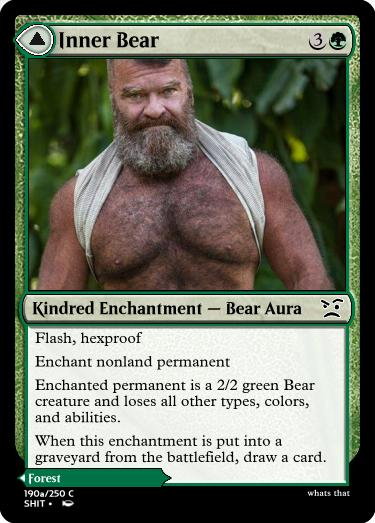 Inner Bear 3
Kindred Enchantment — Bear Aura
Flash, hexproof
Enchant nonland permanent
Enchanted permanent is a 2/2 green Bear
creature and loses all other types, colors,
and abilities.
When this enchantment is put into a
graveyard from the battlefield, draw a card.
Forest
190a/250 C
SHIT •
whats that